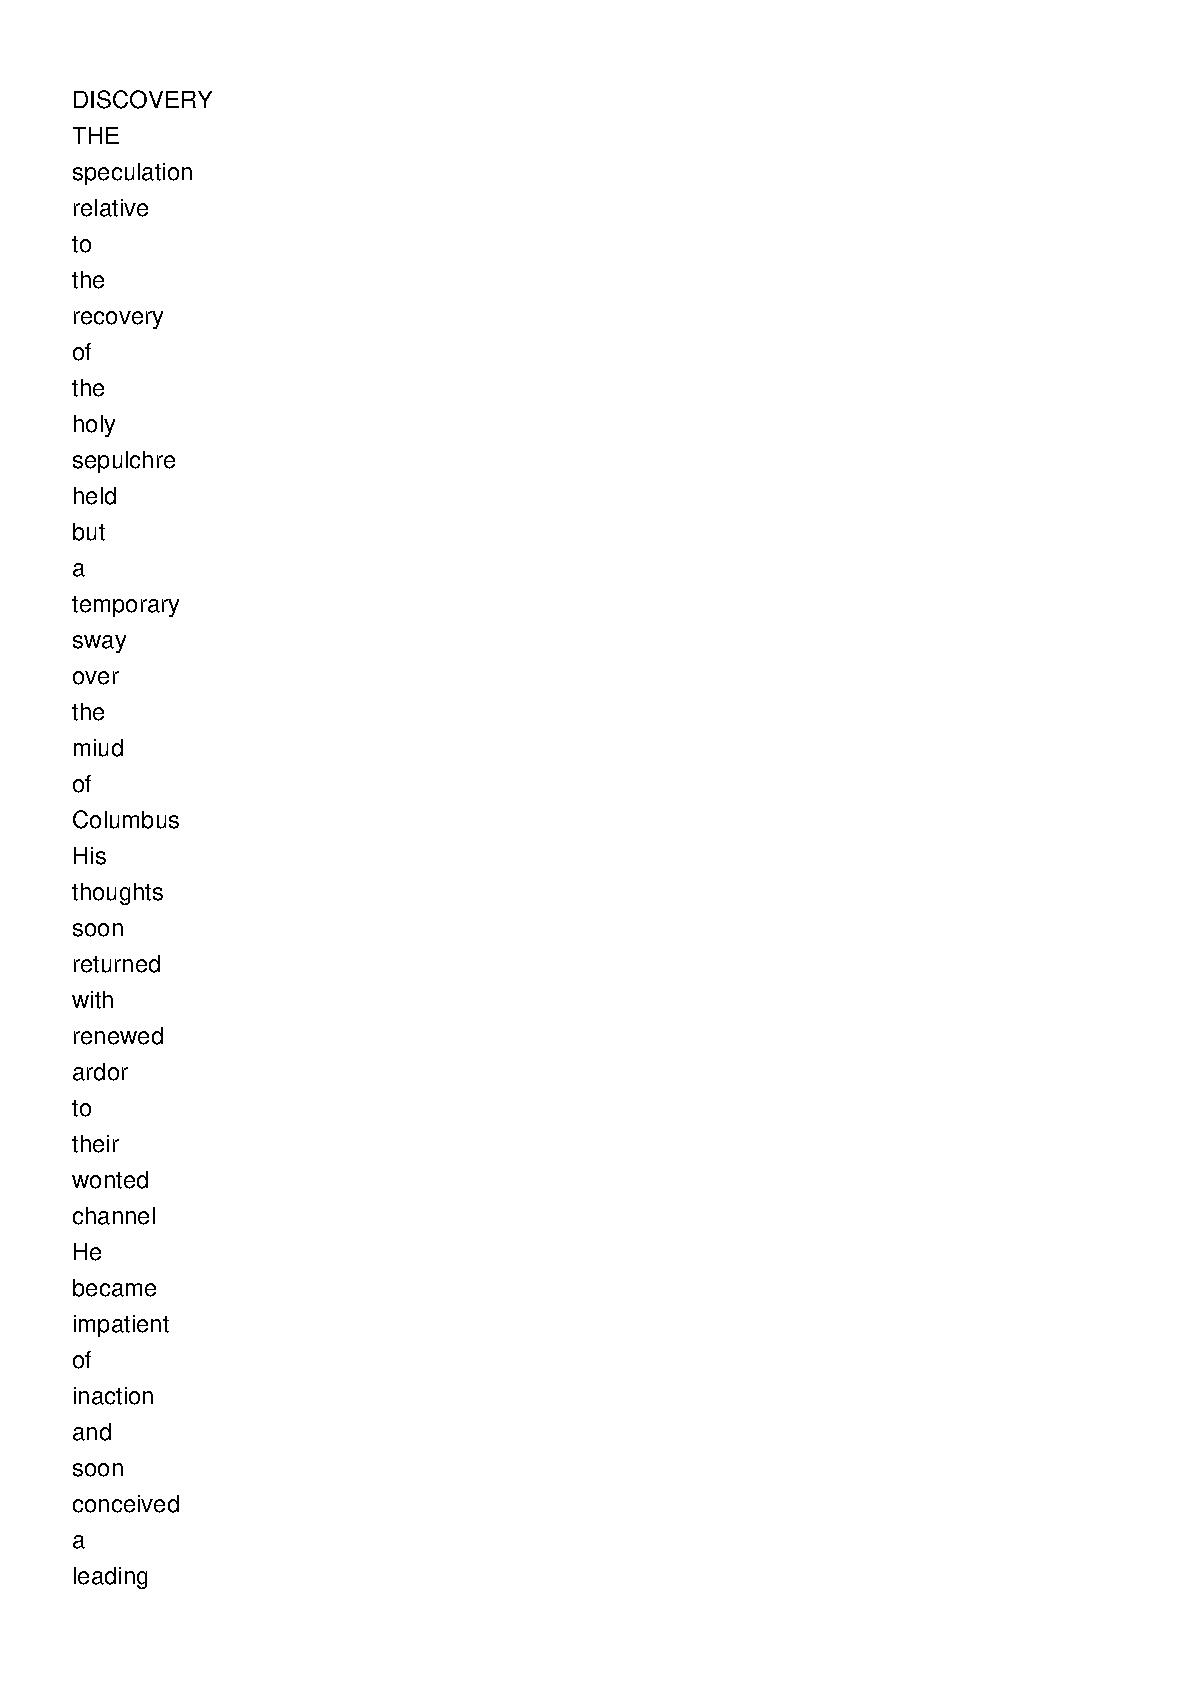 DISCOVERY
THE
speculation
relative
to
the
recovery
of
the
holy
sepulchre
held
but
a
temporary
sway
over
the
miud
of
Columbus
His
thoughts
soon
returned
with
renewed
ardor
to
their
wonted
channel
He
became
impatient
of
inaction
and
soon
conceived
a
leading